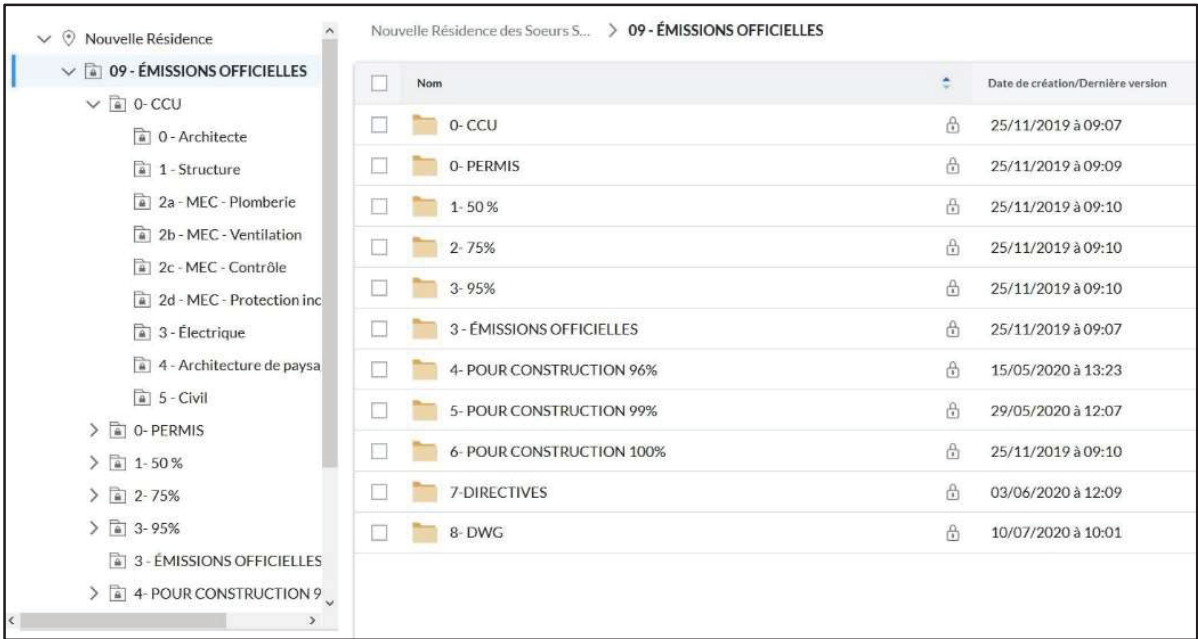 Nouvelle Résidence
09 - ÉMISSIONS OFFICIELLES
0- CCU
0 - Architecte
1 - Structure
2a - MEC - Plomberie
2b - MEC - Ventilation
2c - MEC - Contrôle
2d - MEC - Protection inc
3 - Électrique
4 - Architecture de paysa
5 - Civil
0- PERMIS
1- 50 %
2- 75%
3- 95%
3 - ÉMISSIONS OFFICIELLES
4- POUR CONSTRUCTION 9
Nouvelle Résidence des Soeurs S... > 09 - ÉMISSIONS OFFICIELLES
Nom Date de création/Dernière version
0- CCU 25/11/2019 à 09:07
0- PERMIS 25/11/2019 à 09:09
1- 50 % 25/11/2019 à 09:10
2- 75% 25/11/2019 à 09:10
3- 95% 25/11/2019 à 09:10
3 - ÉMISSIONS OFFICIELLES 25/11/2019 à 09:07
4- POUR CONSTRUCTION 96% 15/05/2020 à 13:23
5- POUR CONSTRUCTION 99% 29/05/2020 à 12:07
6- POUR CONSTRUCTION 100% 25/11/2019 à 09:10
7-DIRECTIVES 03/06/2020 à 12:09
8- DWG 10/07/2020 à 10:01